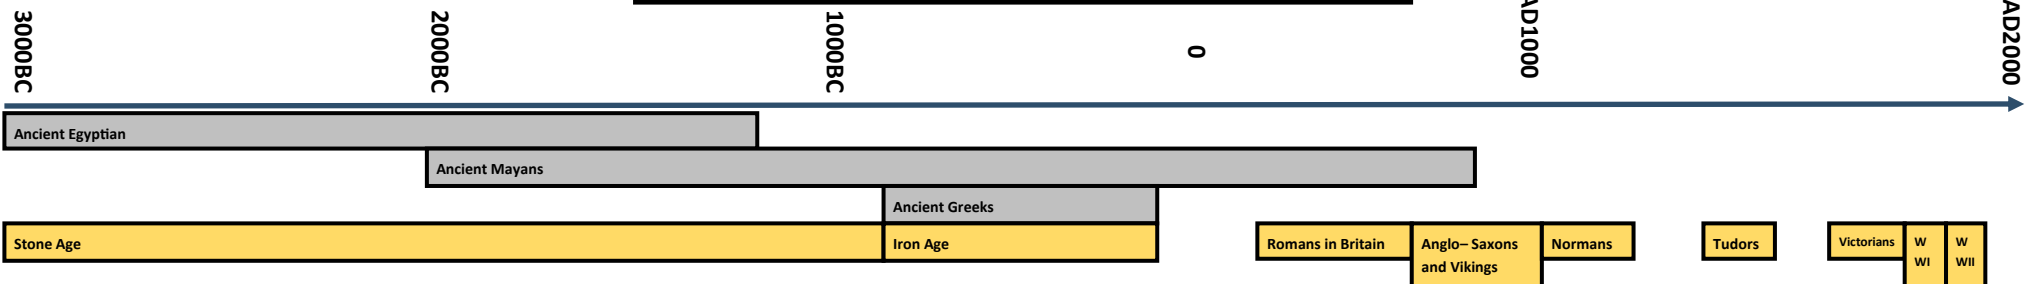 3000BC
2000BC
1000BC
0
AD1000
AD2000
Ancient Egyptian
Ancient Mayans
Ancient Greeks
Stone Age
Iron Age
Romans in Britain
Anglo– Saxons
and Vikings
Normans
Tudors
Victorians
W
WI
W
WII